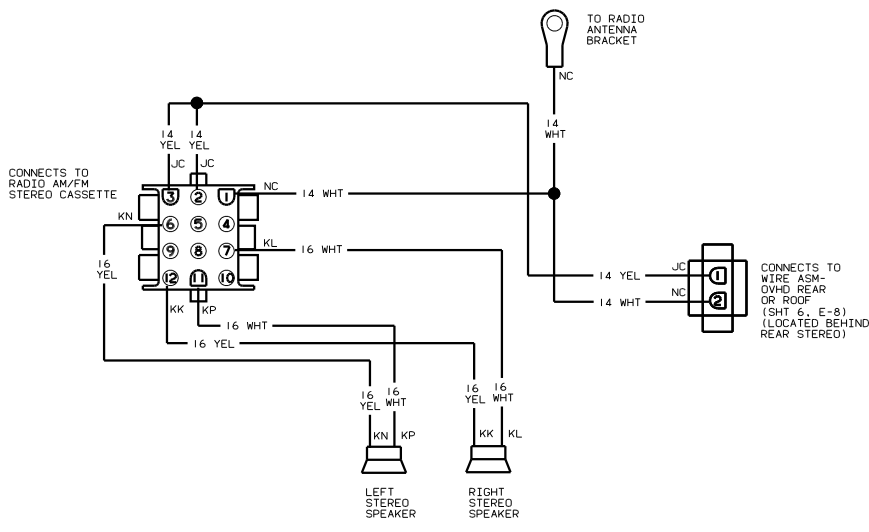 TO RADIO
ANTENNA
BRACKET
NC
14
WHT
14
YEL
14
YEL
JC
JC
CONNECTS TO
RADIO AM/FM
STEREO CASSETTE
3
2
1
NC
14 WHT
KN
6
5
4
KL
16 WHT
9
8
7
16
YEL
12
11
10
KK
KP
JC
14 YEL
1
NC
14 WHT
2
CONNECTS TO
WIRE ASM-
OVHD REAR
OR ROOF
(SHT 6, E-8)
(LOCATED BEHIND
REAR STEREO)
16 WHT
16 YEL
16
YEL
16
WHT
16
YEL
16
WHT
KN
KP
KK
KL
LEFT
STEREO
SPEAKER
RIGHT
STEREO
SPEAKER